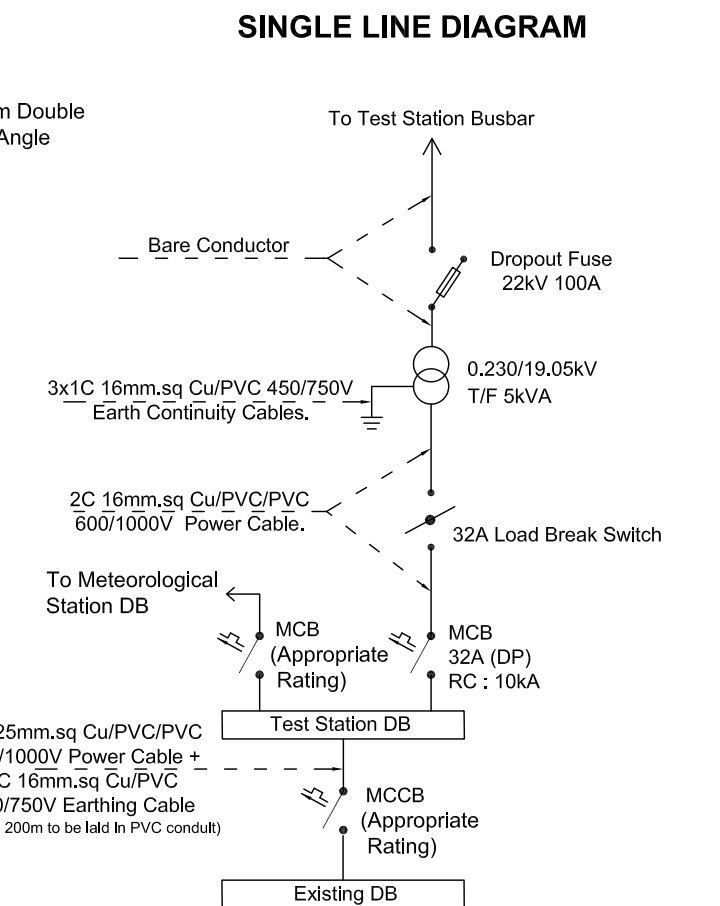 SINGLE LINE DIAGRAM
Double
Angle
To Test Station Busbar
Bare Conductor
Dropout Fuse
22kV 100A
0.230/19.05kV
T/F 5kVA
3x1C 16mm.sq Cu/PVC 450/750V
Earth Continuity Cables.
2C 16mm.sq Cu/PVC/PVC
600/1000V Power Cable.
32A Load Break Switch
To Meteorological
Station DB
MCB
(Appropriate
Rating)
MCB
32A (DP)
RC : 10kA
Test Station DB
25mm.sq Cu/PVC/PVC
/1000V Power Cable +
C 16mm.sq Cu/PVC
0/750V Earthing Cable
200m to be laid in PVC conduit)
MCCB
(Appropriate
Rating)
Existing DB